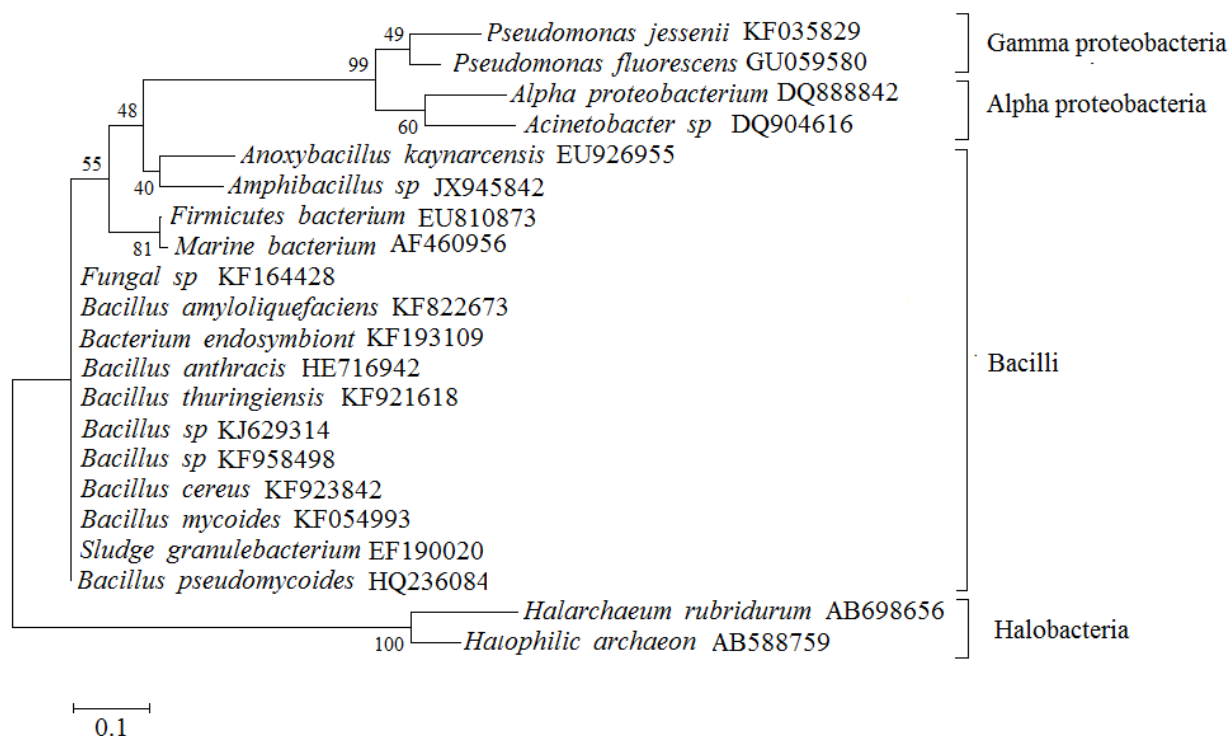 49
Pseudomonas jessenii KF035829
Gamma proteobacteria
Pseudomonas fluorescens GU059580
99
Alpha proteobacterium DQ888842
Alpha proteobacteria
48
60
Acinetobacter sp DQ904616
Anoxybacillus kaynarcensis EU926955
55
40
Amphibacillus sp JX945842
Firmicutes bacterium EU810873
81
Marine bacterium AF460956
Fungal sp KF164428
Bacillus amyloliquefaciens KF822673
Bacterium endosymbiont KF193109
Bacillus anthracis HE716942
Bacilli
Bacillus thuringiensis KF921618
Bacillus sp KJ629314
Bacillus sp KF958498
Bacillus cereus KF923842
Bacillus mycoides KF054993
Sludge granulebacterium EF190020
Bacillus pseudomycoides HQ236084
Halarchaeum rubridurum AB698656
Halobacteria
100
Halophilic archaeon AB588759
0.1